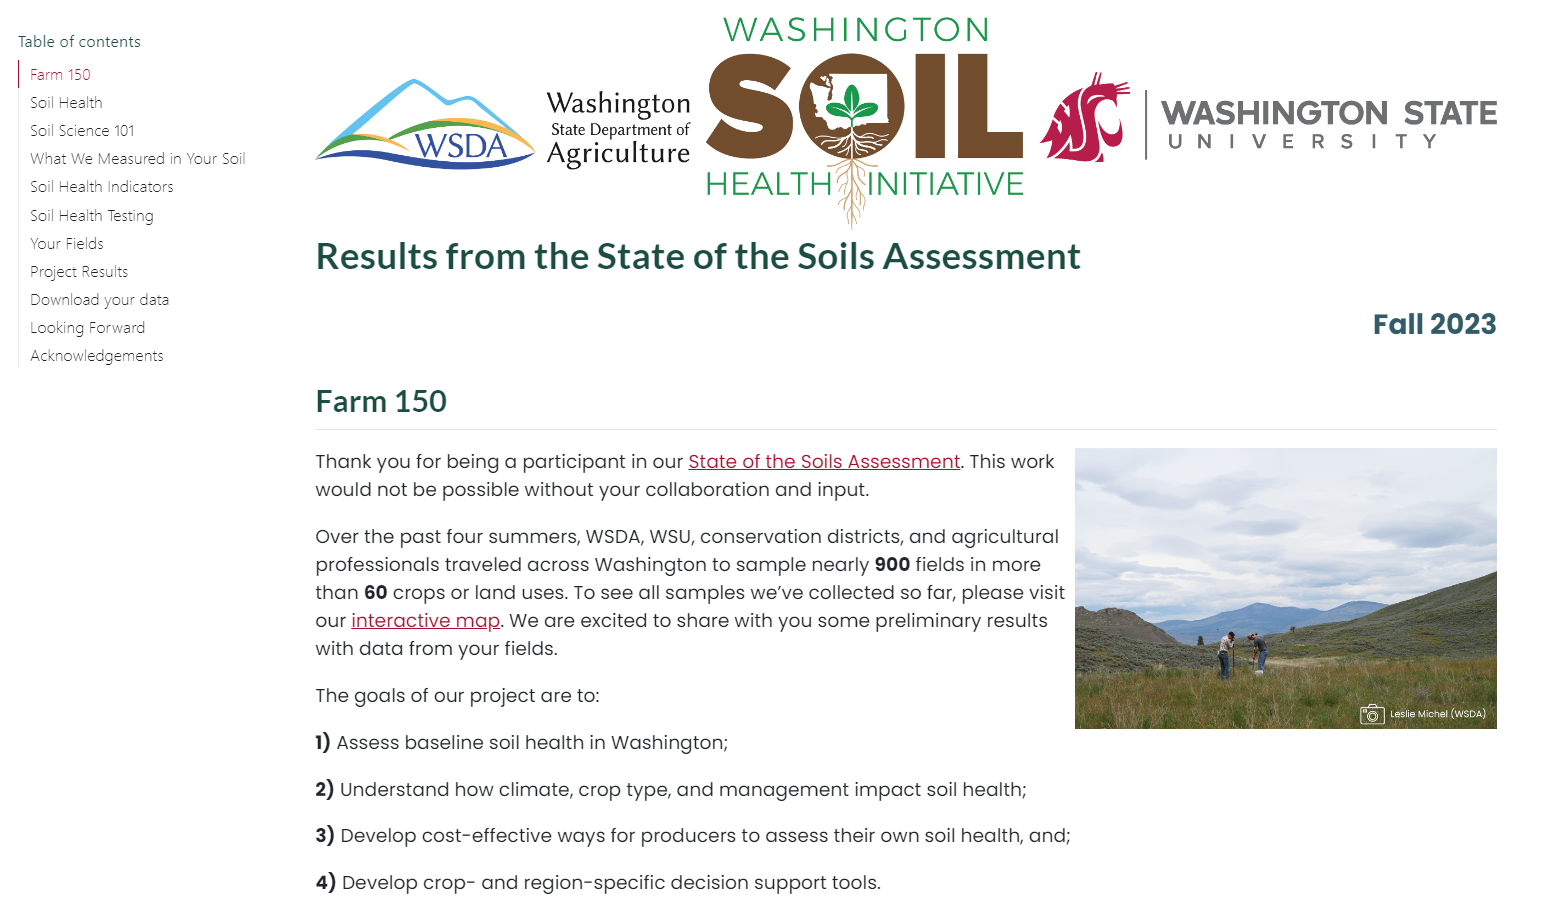 Table of contents
Farm 150
Soil Health
Soil Science 101
What We Measured in Your Soil
Soil Health Indicators
Soil Health Testing
Your Fields
Project Results
Download your data
Looking Forward
Acknowledgements
WSDA
Washington
State Department of
Agriculture
WASHINGTON
SOIL
HEALTH INITIATIVE
WASHINGTON STATE
UNIVERSITY
Results from the State of the Soils Assessment
Fall 2023
Farm 150
Thank you for being a participant in our State of the Soils Assessment. This work
would not be possible without your collaboration and input.
Over the past four summers, WSDA, WSU, conservation districts, and agricultural
professionals traveled across Washington to sample nearly 900 fields in more
than 60 crops or land uses. To see all samples we’ve collected so far, please visit
our interactive map. We are excited to share with you some preliminary results
with data from your fields.
The goals of our project are to:
1) Assess baseline soil health in Washington;
2) Understand how climate, crop type, and management impact soil health;
3) Develop cost-effective ways for producers to assess their own soil health, and;
4) Develop crop- and region-specific decision support tools.
Leslie Michel (WSDA)